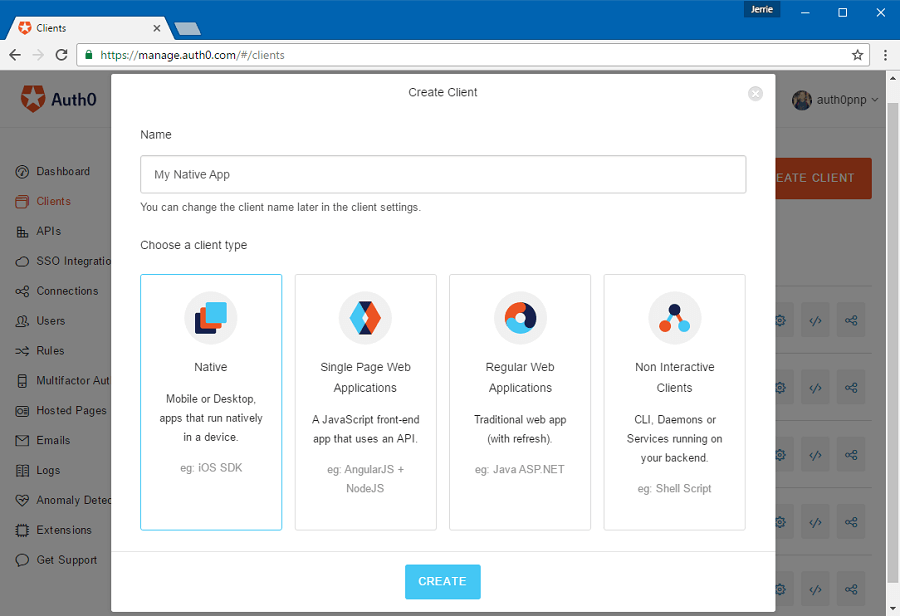 Jerrie
Clients
https://manage.auth0.com/#/clients
Auth0
auth0pnp
Create Client
Name
My Native App
You can change the client name later in the client settings.
Choose a client type
Native
Mobile or Desktop,
apps that run natively
in a device.
eg: iOS SDK
Single Page Web
Applications
A JavaScript front-end
app that uses an API.
eg: AngularJS +
NodeJS
Regular Web
Applications
Traditional web app
(with refresh).
eg: Java ASP.NET
Non Interactive
Clients
CLI, Daemons or
Services running on
your backend.
eg: Shell Script
CREATE
Dashboard
Clients
APIs
SSO Integratio
Connections
Users
Rules
Multifactor Aut
Hosted Pages
Emails
Logs
Anomaly Detec
Extensions
Get Support
EATE CLIENT